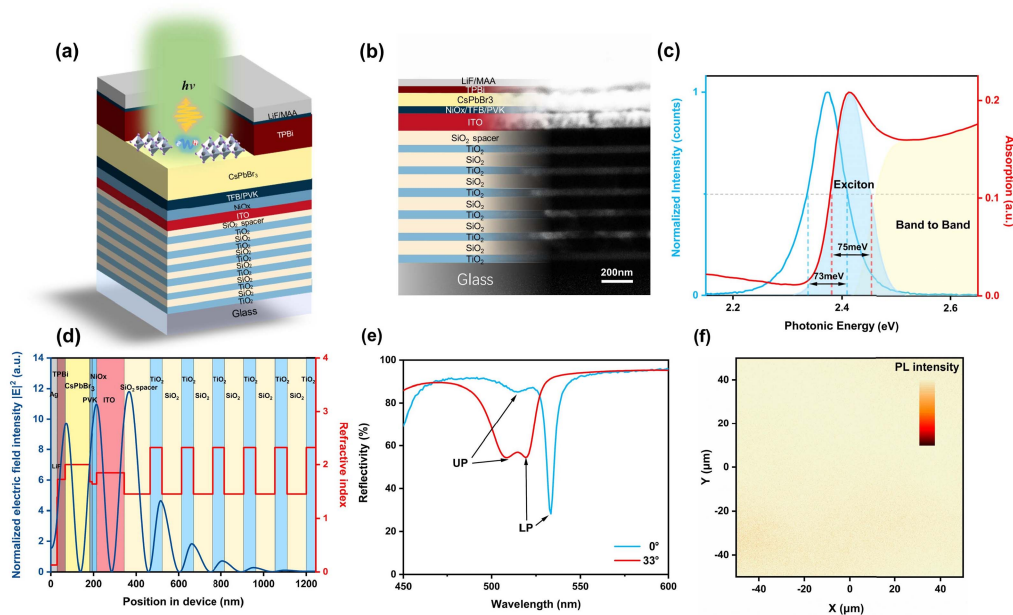 (a)
hν
LiF/MAA
TPBi
CsPbBr₃
TFB/PVK
NiOx
ITO
SiO₂ spacer
TiO₂
SiO₂
TiO₂
SiO₂
TiO₂
SiO₂
TiO₂
SiO₂
TiO₂
Glass
(b)
LiF/MAA
TPBi
CsPbBr3
NiOx/TFB/PVK
ITO
SiO₂ spacer
TiO₂
SiO₂
TiO₂
SiO₂
TiO₂
SiO₂
TiO₂
SiO₂
TiO₂
SiO₂
TiO₂
Glass
200nm
(c)
Normalized Intensity (counts)
1
0
Exciton
Band to Band
75meV
73meV
0.2
0.1
0.0
Absorption (a.u.)
2.2 2.4 2.6
Photonic Energy (eV)
(d)
Normalized electric field intensity |E|² (a.u.)
14
12
10
8
6
4
2
0
TPBi
Ag
LiF
CsPbBr₃
NiOx
PVK
ITO
SiO₂ spacer
TiO₂ TiO₂ TiO₂ TiO₂ TiO₂ TiO₂
SiO₂ SiO₂ SiO₂ SiO₂ SiO₂
4
3
2
1
0
Refractive index
0 200 400 600 800 1000 1200
Position in device (nm)
(e)
Reflectivity (%)
100
80
60
40
20
0
UP
LP
0°
33°
450 500 550 600
Wavelength (nm)
(f)
PL intensity
Y (μm)
40
20
0
-20
-40
-40 -20 0 20 40
X (μm)